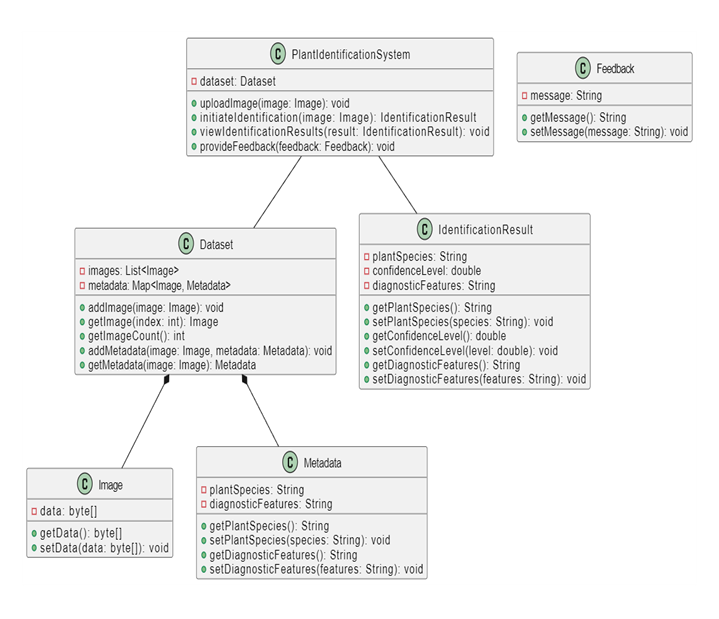 C PlantIdentificationSystem
dataset: Dataset
uploadImage(image: Image): void
initiateIdentification(image: Image): IdentificationResult
viewIdentificationResults(result: IdentificationResult): void
provideFeedback(feedback: Feedback): void
C Feedback
message: String
getMessage(): String
setMessage(message: String): void
C Dataset
images: List<Image>
metadata: Map<Image, Metadata>
addImage(image: Image): void
getImage(index: int): Image
getImageCount(): int
addMetadata(image: Image, metadata: Metadata): void
getMetadata(image: Image): Metadata
C IdentificationResult
plantSpecies: String
confidenceLevel: double
diagnosticFeatures: String
getPlantSpecies(): String
setPlantSpecies(species: String): void
getConfidenceLevel(): double
setConfidenceLevel(level: double): void
getDiagnosticFeatures(): String
setDiagnosticFeatures(features: String): void
C Image
data: byte[]
getData(): byte[]
setData(data: byte[]): void
C Metadata
plantSpecies: String
diagnosticFeatures: String
getPlantSpecies(): String
setPlantSpecies(species: String): void
getDiagnosticFeatures(): String
setDiagnosticFeatures(features: String): void